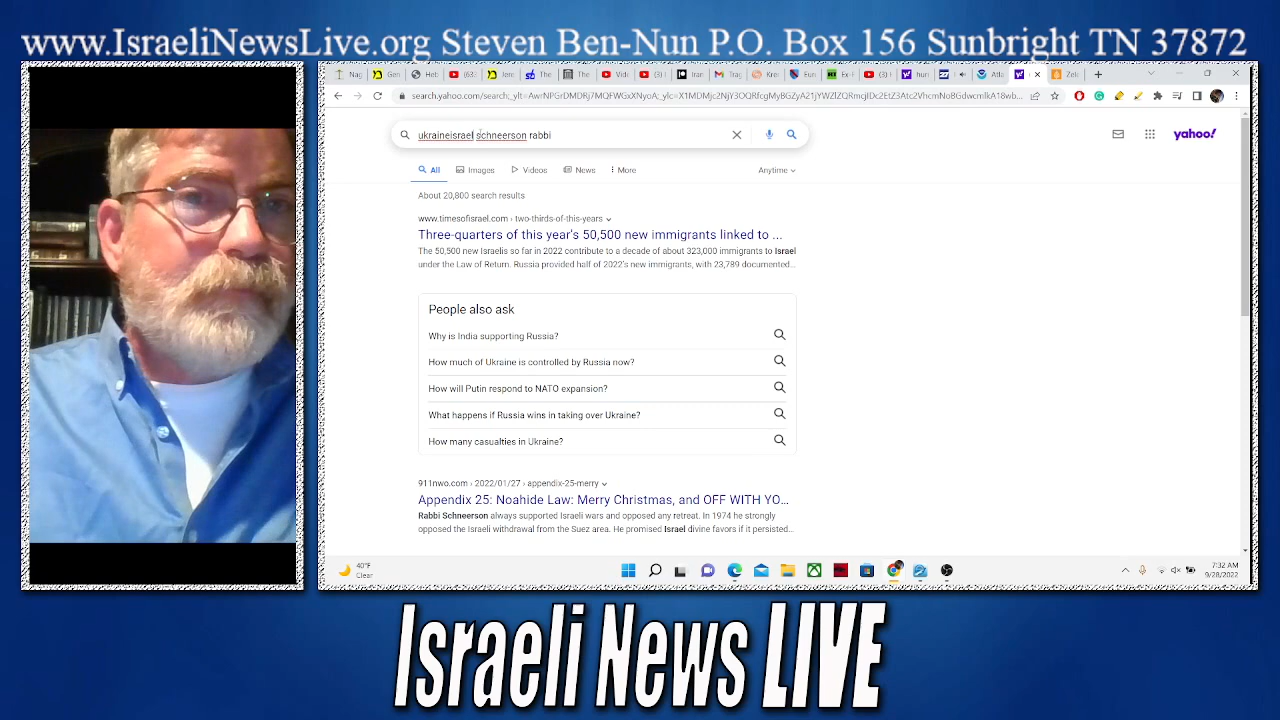 www.IsraeliNewsLive.org Steven Ben-Nun P.O. Box 156 Sunbright TN 37872
search.yahoo.com/search;
ukraineisrael schneerson rabbi
yahoo!
All Images Videos News More Anytime
About 20,800 search results
www.timesofisrael.com › two-thirds-of-this-years
Three-quarters of this year's 50,500 new immigrants linked to ...
The 50,500 new Israelis so far in 2022 contribute to a decade of about 323,000 immigrants to Israel
under the Law of Return. Russia provided half of 2022's new immigrants, with 23,789 documented...
People also ask
Why is India supporting Russia?
How much of Ukraine is controlled by Russia now?
How will Putin respond to NATO expansion?
What happens if Russia wins in taking over Ukraine?
How many casualties in Ukraine?
911nwo.com › 2022/01/27 › appendix-25-merry
Appendix 25: Noahide Law: Merry Christmas, and OFF WITH YO...
Rabbi Schneerson always supported Israeli wars and opposed any retreat. In 1974 he strongly
opposed the Israeli withdrawal from the Suez area. He promised Israel divine favors if it persisted...
40°F
Clear
7:32 AM
9/28/2022
Israeli News LIVE